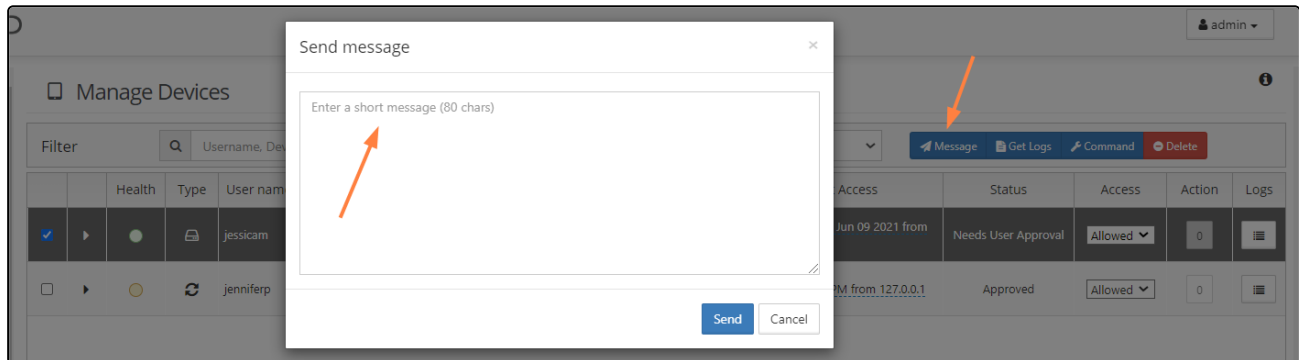 admin
Send message
×
Manage Devices
Enter a short message (80 chars)
Filter
Username, Dev
Message Get Logs Command Delete
Health Type User nam Access Status Access Action Logs
jessicam Jun 09 2021 from Needs User Approval Allowed 0
jenniferp PM from 127.0.0.1 Approved Allowed 0
Send Cancel